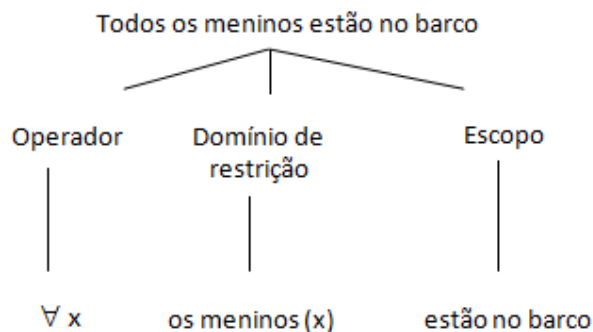 Todos os meninos estão no barco
Operador
Domínio de
restrição
Escopo
∀ x
os meninos (x)
estão no barco